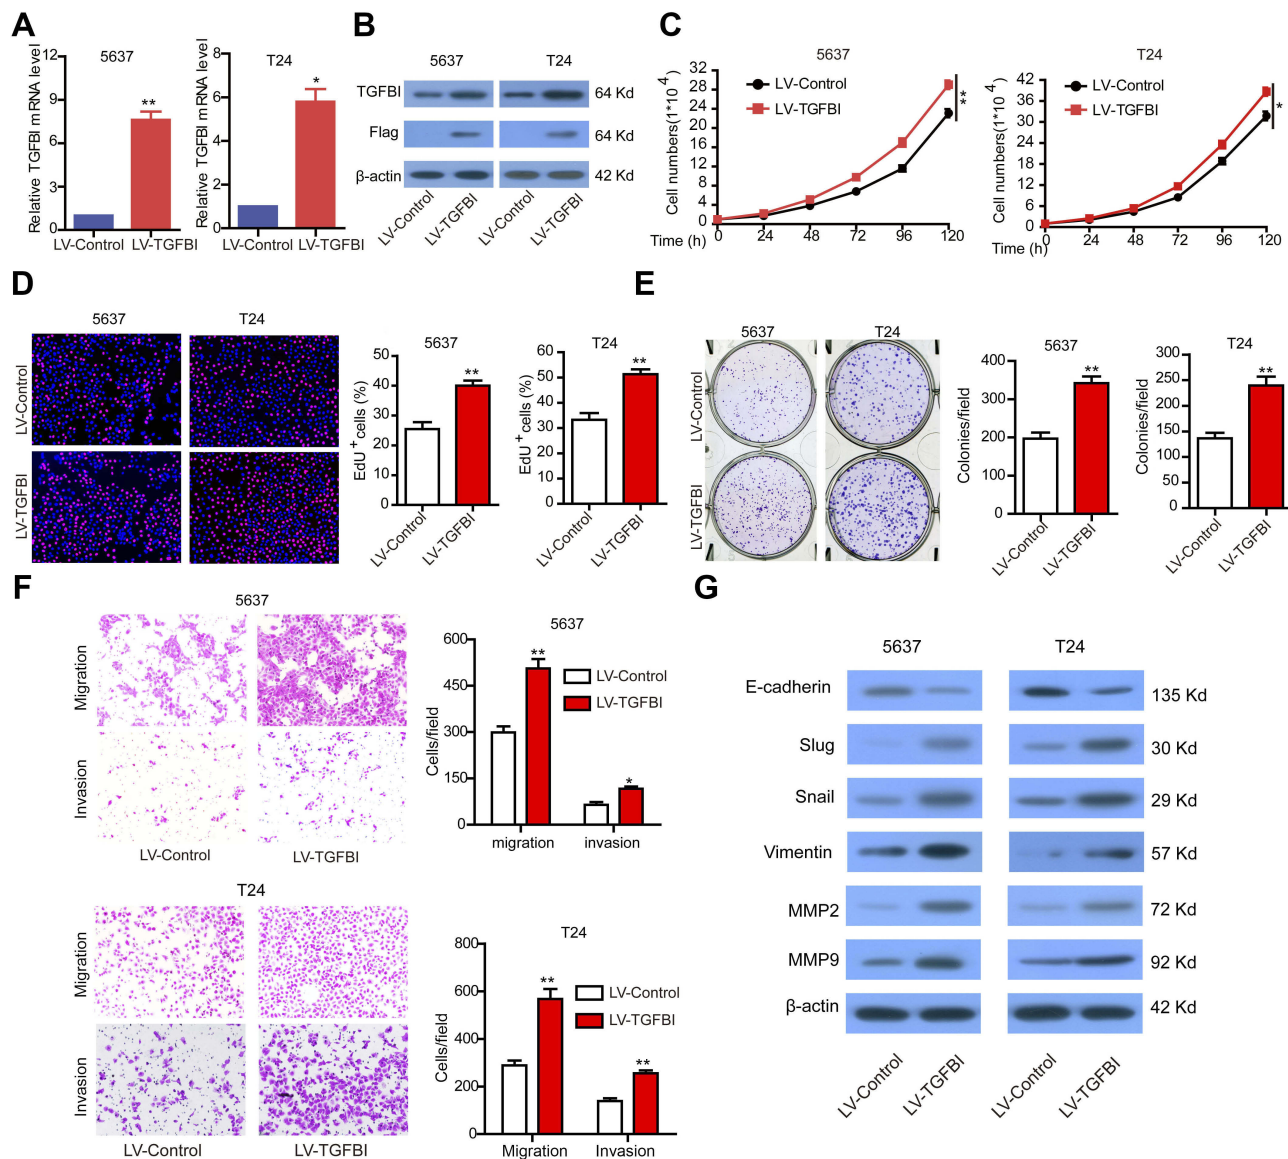 A
5637
Relative TGFBI mRNA level
12
9
6
3
0
**
LV-Control LV-TGFBI
T24
Relative TGFBI mRNA level
8
6
4
2
0
*
LV-Control LV-TGFBI
B
5637 T24
TGFBI 64 Kd
Flag 64 Kd
β-actin 42 Kd
LV-Control LV-TGFBI LV-Control LV-TGFBI
C
5637
Cell numbers(1*10^4)
32
28
24
20
16
12
8
4
0
LV-Control
LV-TGFBI
**
Time (h)
0 24 48 72 96 120
T24
Cell numbers(1*10^4)
42
36
30
24
18
12
6
0
LV-Control
LV-TGFBI
*
Time (h)
0 24 48 72 96 120
D
5637 T24
LV-Control
LV-TGFBI
5637
EdU+ cells (%)
50
40
30
20
10
0
**
LV-Control LV-TGFBI
T24
EdU+ cells (%)
60
50
40
30
20
10
0
**
LV-Control LV-TGFBI
E
5637 T24
LV-Control
LV-TGFBI
5637
Colonies/field
400
300
200
100
0
**
LV-Control LV-TGFBI
T24
Colonies/field
300
250
200
150
100
50
0
**
LV-Control LV-TGFBI
F
5637
Migration
Invasion
LV-Control LV-TGFBI
5637
Cells/field
600
450
300
150
0
**
*
LV-Control
LV-TGFBI
migration invasion
T24
Migration
Invasion
LV-Control LV-TGFBI
T24
Cells/field
800
600
400
200
0
**
**
LV-Control
LV-TGFBI
Migration Invasion
G
5637 T24
E-cadherin 135 Kd
Slug 30 Kd
Snail 29 Kd
Vimentin 57 Kd
MMP2 72 Kd
MMP9 92 Kd
β-actin 42 Kd
LV-Control LV-TGFBI LV-Control LV-TGFBI